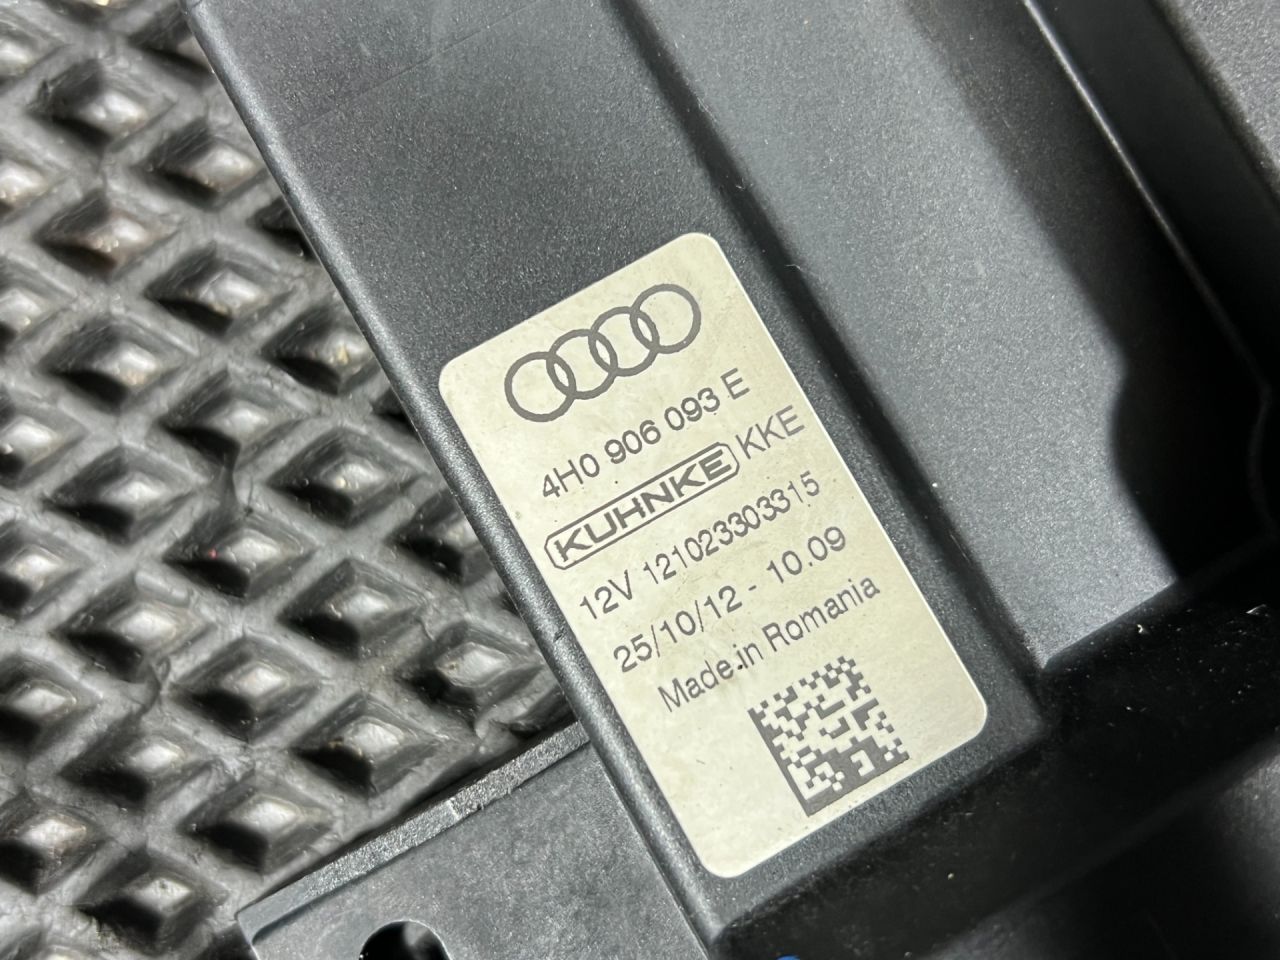 4H0 906 093 E
KUHNKE KKE
12V 121023303315
25/10/12 - 10.09
Made.in Romania